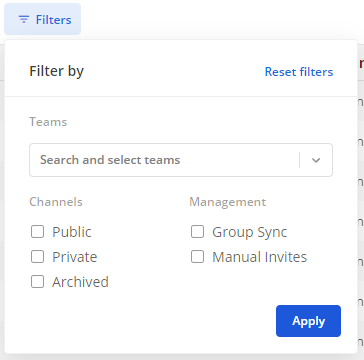 Filters
Filter by Reset filters
Teams
Search and select teams
Channels Management
Public Group Sync
Private Manual Invites
Archived
Apply